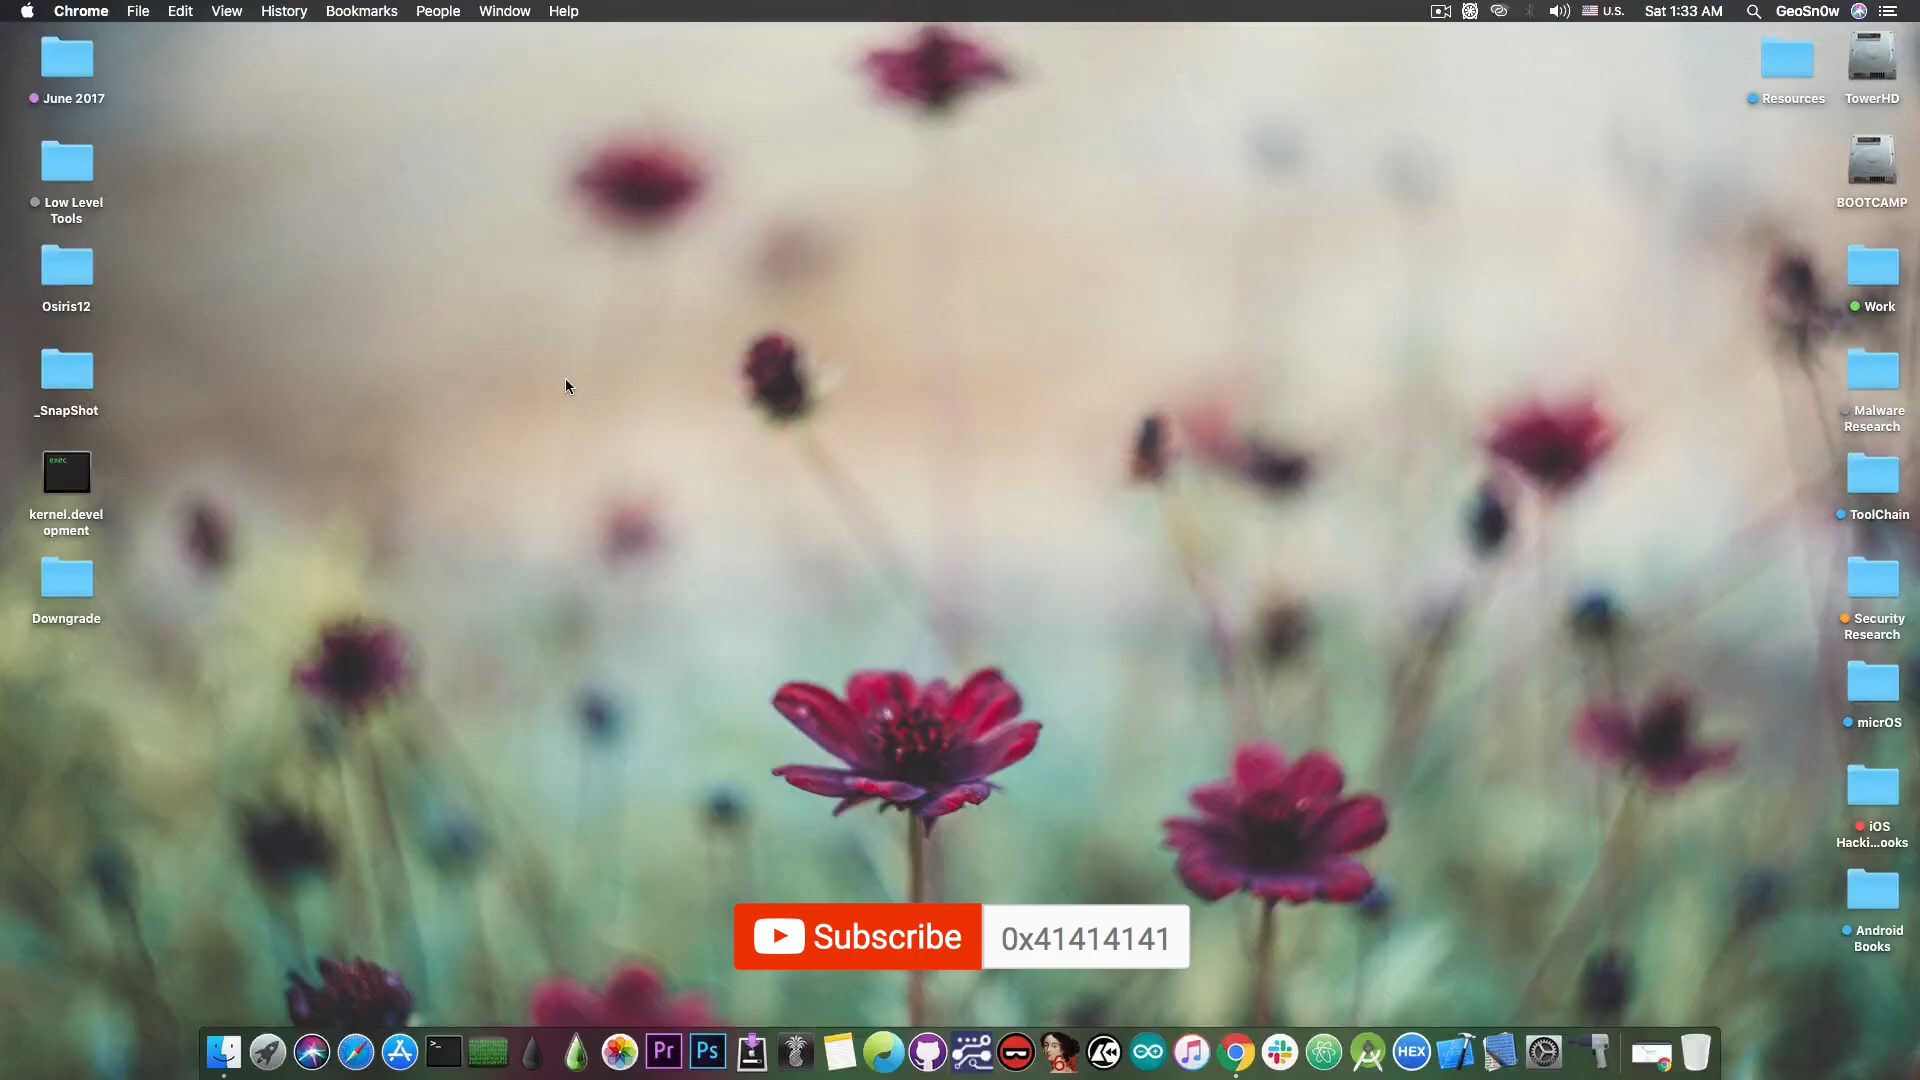 Chrome File Edit View History Bookmarks People Window Help
U.S. Sat 1:33 AM GeoSn0w
June 2017
Low Level
Tools
Osiris12
_SnapShot
exec
kernel.devel
opment
Downgrade
Resources
TowerHD
BOOTCAMP
Work
Malware
Research
ToolChain
Security
Research
micrOS
iOS
Hacki...ooks
Android
Books
Subscribe 0x41414141
>_
Pr
Ps
64
HEX